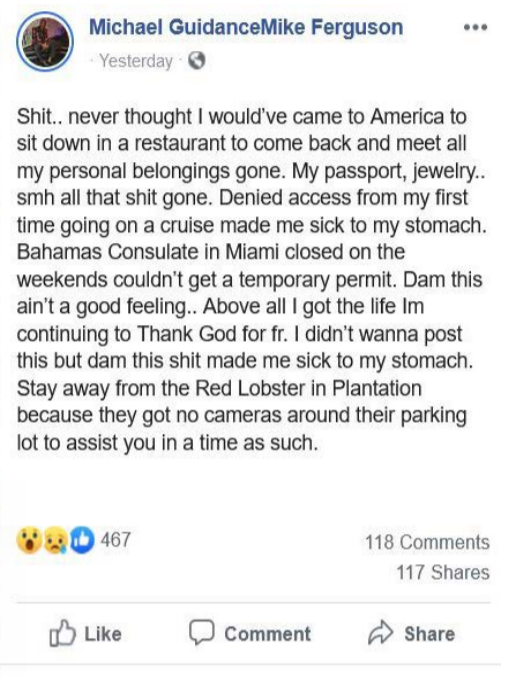 Michael GuidanceMike Ferguson
Yesterday
Shit.. never thought I would've came to America to
sit down in a restaurant to come back and meet all
my personal belongings gone. My passport, jewelry..
smh all that shit gone. Denied access from my first
time going on a cruise made me sick to my stomach.
Bahamas Consulate in Miami closed on the
weekends couldn't get a temporary permit. Dam this
ain't a good feeling.. Above all I got the life Im
continuing to Thank God for fr. I didn't wanna post
this but dam this shit made me sick to my stomach.
Stay away from the Red Lobster in Plantation
because they got no cameras around their parking
lot to assist you in a time as such.
467
118 Comments
117 Shares
Like Comment Share